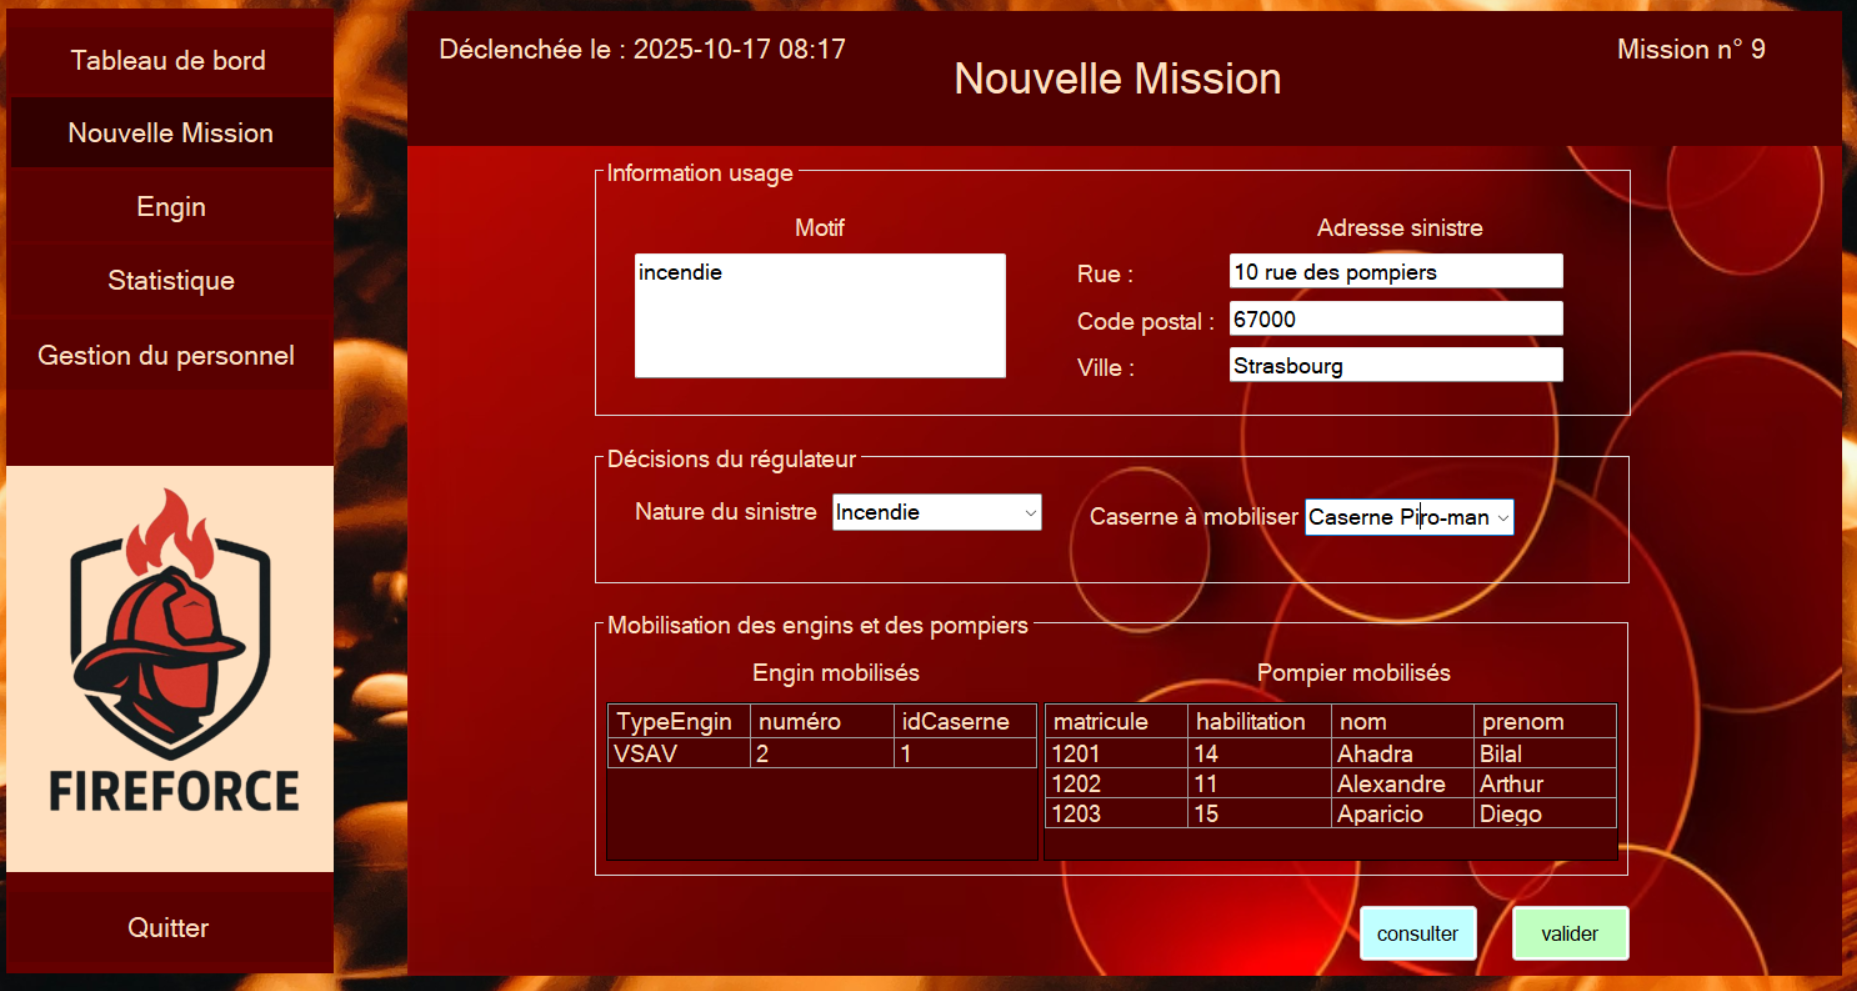 Tableau de bord
Nouvelle Mission
Engin
Statistique
Gestion du personnel
FIREFORCE
Quitter
Déclenchée le : 2025-10-17 08:17
Nouvelle Mission
Mission n° 9
Information usage
Motif
incendie
Adresse sinistre
Rue : 10 rue des pompiers
Code postal : 67000
Ville : Strasbourg
Décisions du régulateur
Nature du sinistre Incendie
Caserne à mobiliser Caserne Piro-man
Mobilisation des engins et des pompiers
Engin mobilisés
TypeEngin numéro idCaserne
VSAV 2 1
Pompier mobilisés
matricule habilitation nom prenom
1201 14 Ahadra Bilal
1202 11 Alexandre Arthur
1203 15 Aparicio Diego
consulter
valider